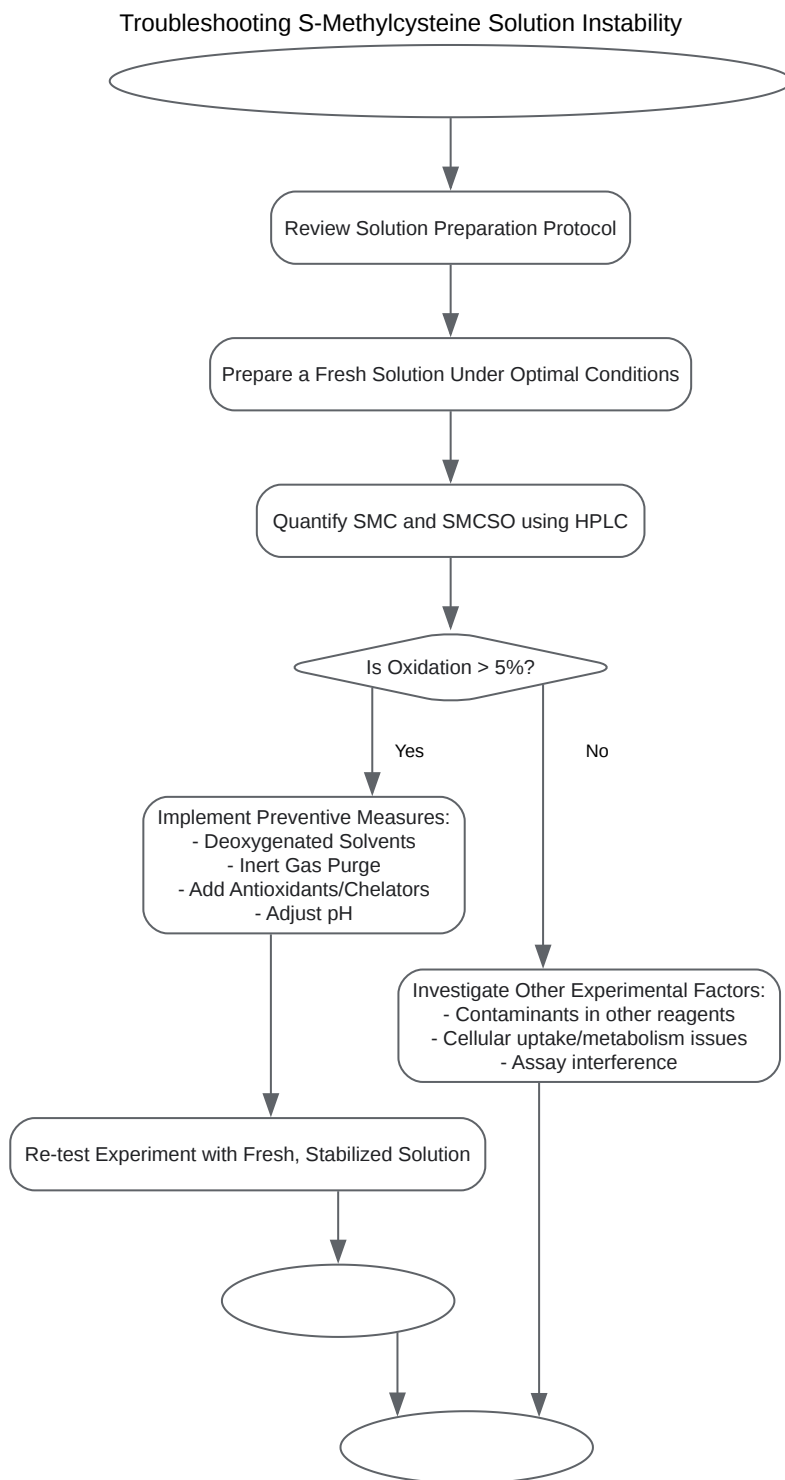 Troubleshooting S-Methylcysteine Solution Instability
Review Solution Preparation Protocol
Prepare a Fresh Solution Under Optimal Conditions
Quantify SMC and SMCSO using HPLC
Is Oxidation > 5%?
Yes
No
Implement Preventive Measures:
- Deoxygenated Solvents
- Inert Gas Purge
- Add Antioxidants/Chelators
- Adjust pH
Investigate Other Experimental Factors:
- Contaminants in other reagents
- Cellular uptake/metabolism issues
- Assay interference
Re-test Experiment with Fresh, Stabilized Solution